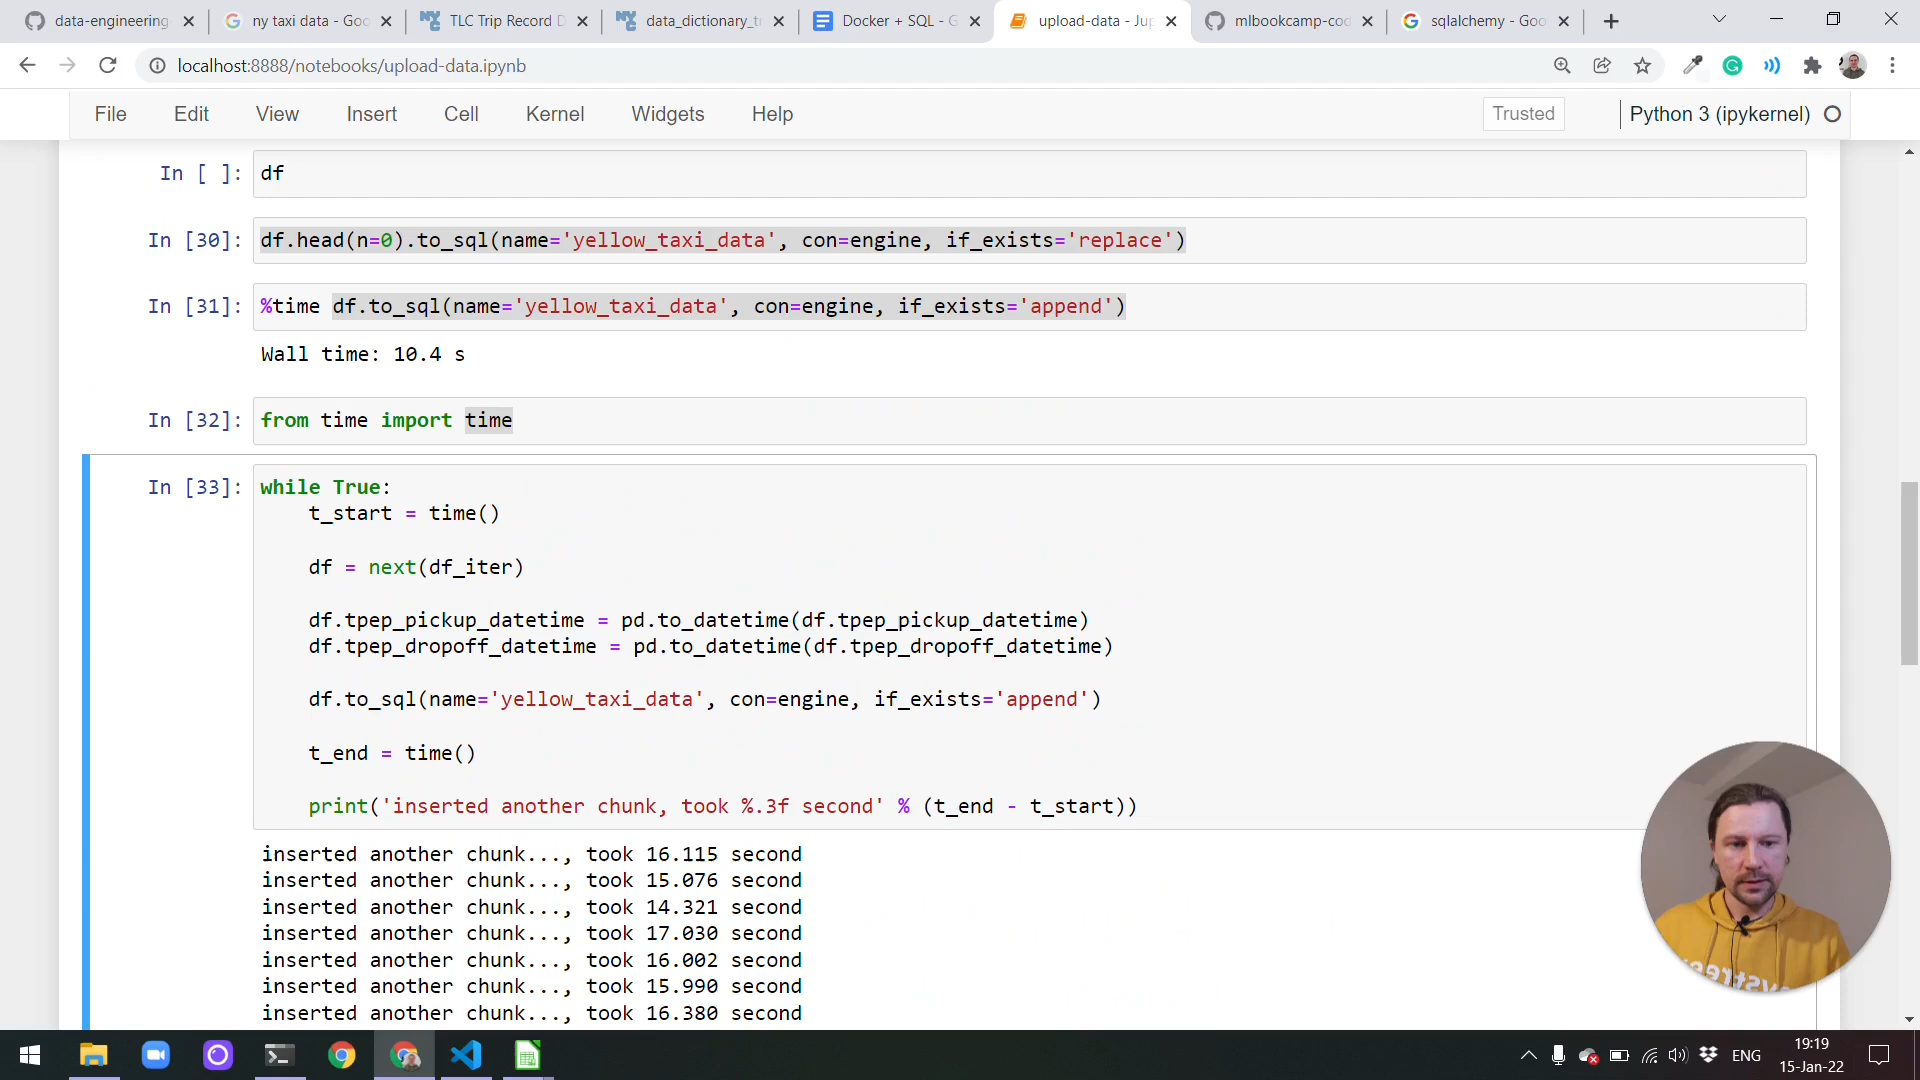 data-engineering
ny taxi data - Goo
TLC Trip Record D
data_dictionary_tr
Docker + SQL - G
upload-data - Jup
mlbookcamp-cod
sqlalchemy - Goo
localhost:8888/notebooks/upload-data.ipynb
File Edit View Insert Cell Kernel Widgets Help Trusted Python 3 (ipykernel)
In [ ]: df
In [30]: df.head(n=0).to_sql(name='yellow_taxi_data', con=engine, if_exists='replace')
In [31]: %time df.to_sql(name='yellow_taxi_data', con=engine, if_exists='append')
Wall time: 10.4 s
In [32]: from time import time
In [33]: while True:
t_start = time()
df = next(df_iter)
df.tpep_pickup_datetime = pd.to_datetime(df.tpep_pickup_datetime)
df.tpep_dropoff_datetime = pd.to_datetime(df.tpep_dropoff_datetime)
df.to_sql(name='yellow_taxi_data', con=engine, if_exists='append')
t_end = time()
print('inserted another chunk, took %.3f second' % (t_end - t_start))
inserted another chunk..., took 16.115 second
inserted another chunk..., took 15.076 second
inserted another chunk..., took 14.321 second
inserted another chunk..., took 17.030 second
inserted another chunk..., took 16.002 second
inserted another chunk..., took 15.990 second
inserted another chunk..., took 16.380 second
ENG
19:19
15-Jan-22